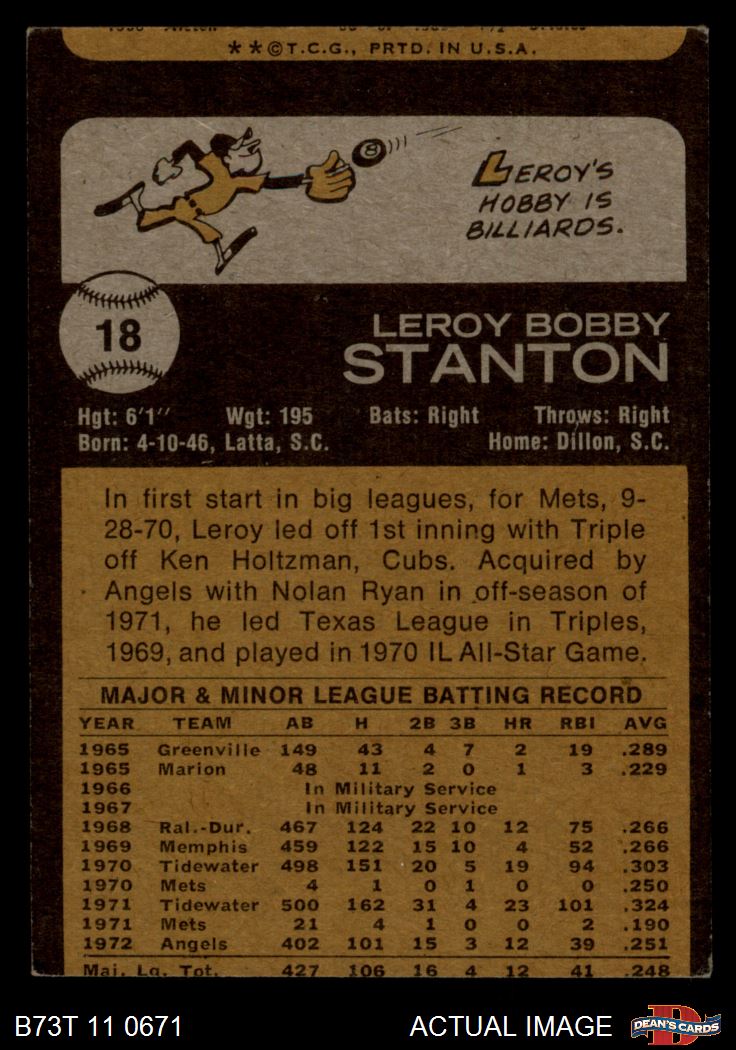 **©T.C.G., PRTD. IN U.S.A.
8
LEROY'S
HOBBY IS
BILLIARDS.
18
LEROY BOBBY
STANTON
Hgt: 6'1" Wgt: 195 Bats: Right Throws: Right
Born: 4-10-46, Latta, S.C. Home: Dillon, S.C.
In first start in big leagues, for Mets, 9-
28-70, Leroy led off 1st inning with Triple
off Ken Holtzman, Cubs. Acquired by
Angels with Nolan Ryan in off-season of
1971, he led Texas League in Triples,
1969, and played in 1970 IL All-Star Game.
MAJOR & MINOR LEAGUE BATTING RECORD
YEAR TEAM AB H 2B 3B HR RBI AVG
1965 Greenville 149 43 4 7 2 19 .289
1965 Marion 48 11 2 0 1 3 .229
1966 In Military Service
1967 In Military Service
1968 Ral.-Dur. 467 124 22 10 12 75 .266
1969 Memphis 459 122 15 10 4 52 .266
1970 Tidewater 498 151 20 5 19 94 .303
1970 Mets 4 1 0 1 0 0 .250
1971 Tidewater 500 162 31 4 23 101 .324
1971 Mets 21 4 1 0 0 2 .190
1972 Angels 402 101 15 3 12 39 .251
Maj. Lg. Tot. 427 106 16 4 12 41 .248
B73T 11 0671 ACTUAL IMAGE D DEAN'S CARDS